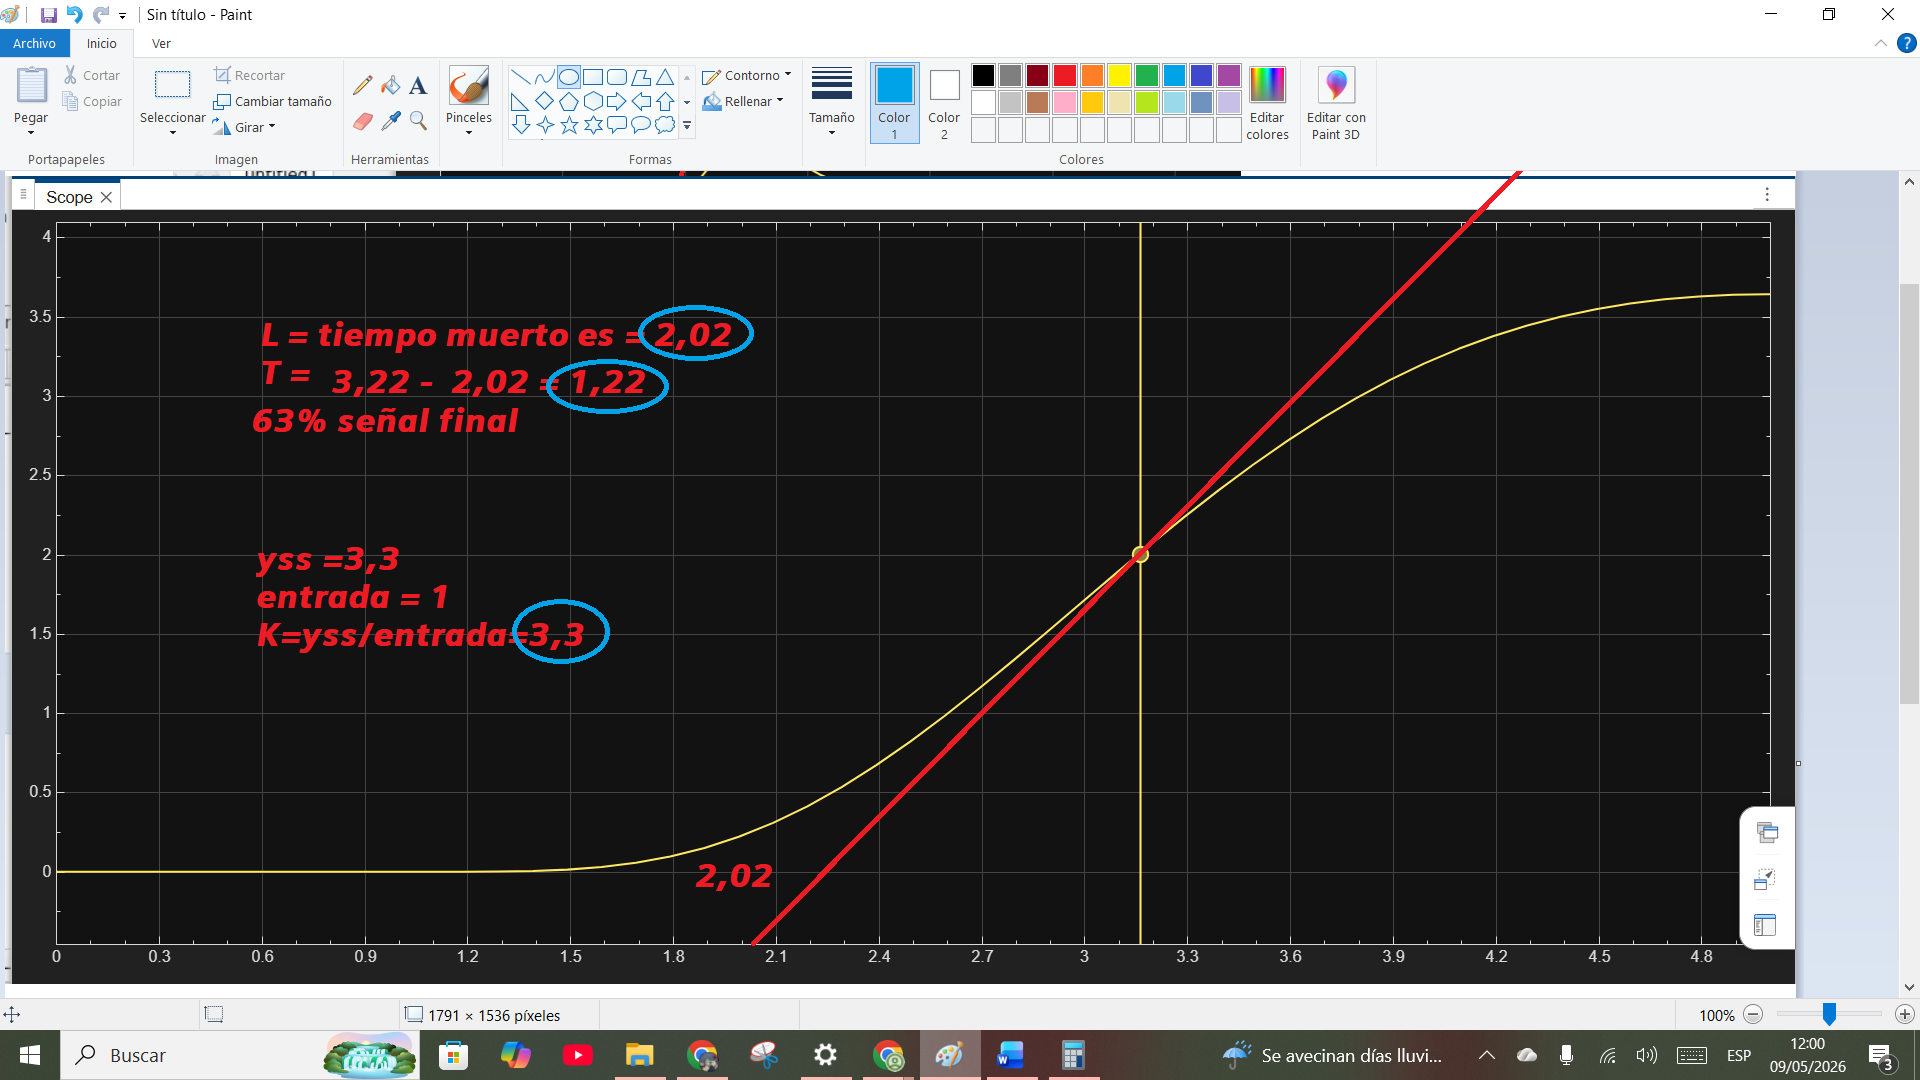 Sin título - Paint
Archivo Inicio Ver
Pegar
Cortar
Copiar
Portapapeles
Seleccionar
Recortar
Cambiar tamaño
Girar
Imagen
A
Herramientas
Pinceles
Contorno
Rellenar
Formas
Tamaño
Color 1
Color 2
Editar colores
Editar con Paint 3D
Colores
Scope
4
3.5
3
2.5
2
1.5
1
0.5
0
L = tiempo muerto es = 2,02
T = 3,22 - 2,02 = 1,22
63% señal final
yss =3,3
entrada = 1
K=yss/entrada=3,3
2,02
0 0.3 0.6 0.9 1.2 1.5 1.8 2.1 2.4 2.7 3 3.3 3.6 3.9 4.2 4.5 4.8
1791 × 1536 píxeles
100%
Buscar
Se avecinan días lluvi...
ESP
12:00
09/05/2026
3